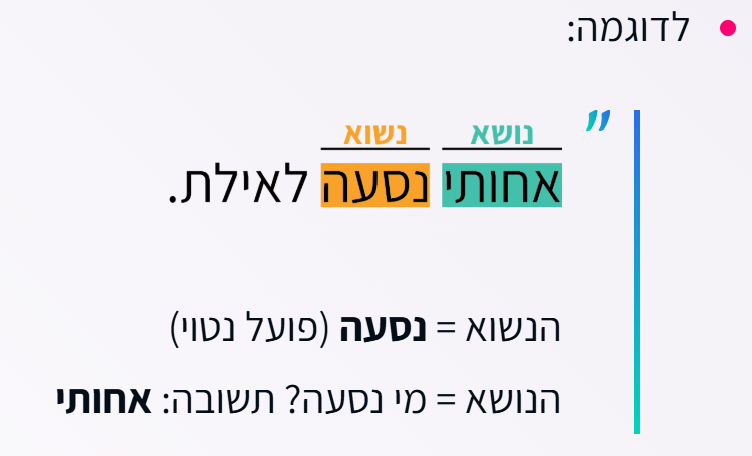 לדוגמה:
נושא נשוא
אחותי נסעה לאילת.
הנשוא = נסעה (פועל נטוי)
הנושא = מי נסעה? תשובה: אחותי